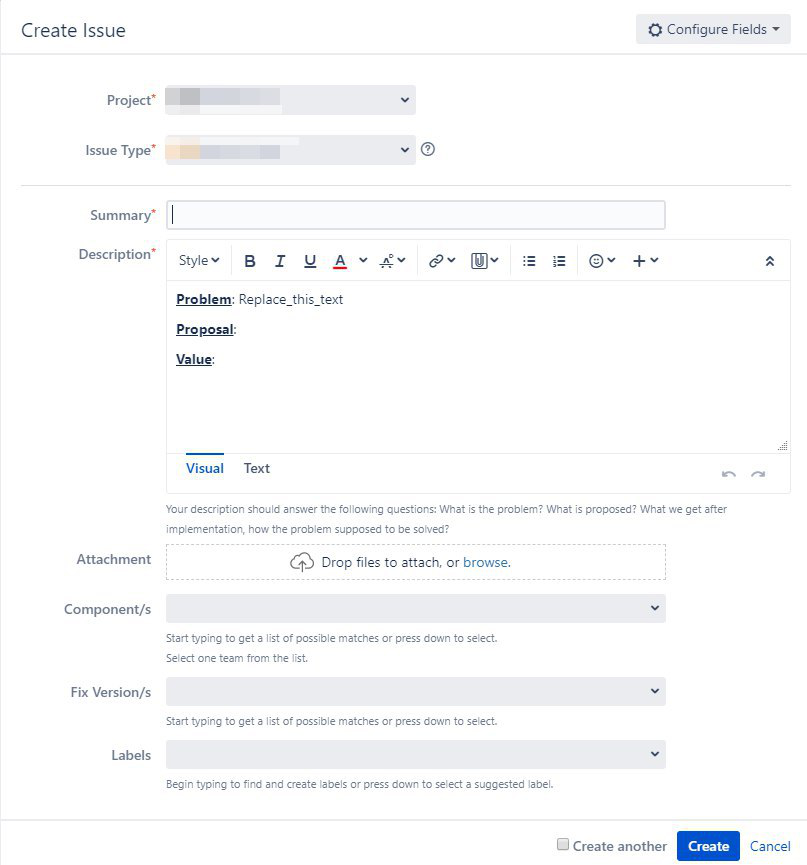 Create Issue
Configure Fields
Project*
Issue Type*
Summary*
Description*
Style B I U A
Problem: Replace_this_text
Proposal:
Value:
Visual Text
Your description should answer the following questions: What is the problem? What is proposed? What we get after
implementation, how the problem supposed to be solved?
Attachment
Drop files to attach, or browse.
Component/s
Start typing to get a list of possible matches or press down to select.
Select one team from the list.
Fix Version/s
Start typing to get a list of possible matches or press down to select.
Labels
Begin typing to find and create labels or press down to select a suggested label.
Create another Create Cancel